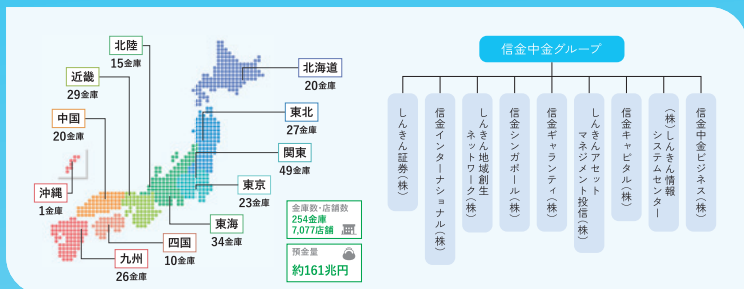 北陸
15金庫
近畿
29金庫
中国
20金庫
沖縄
1金庫
北海道
20金庫
東北
27金庫
関東
49金庫
東京
23金庫
東海
34金庫
四国
10金庫
九州
26金庫
金庫数・店舗数
254金庫
7,077店舗
預金量
約161兆円
信金中金グループ
しんきん証券(株)
信金インターナショナル(株)
しんきん地域創生
ネットワーク(株)
信金シンガポール(株)
信金ギャランティ(株)
しんきんアセット
マネジメント投信(株)
信金キャピタル(株)
(株)しんきん情報
システムセンター
信金中金ビジネス(株)